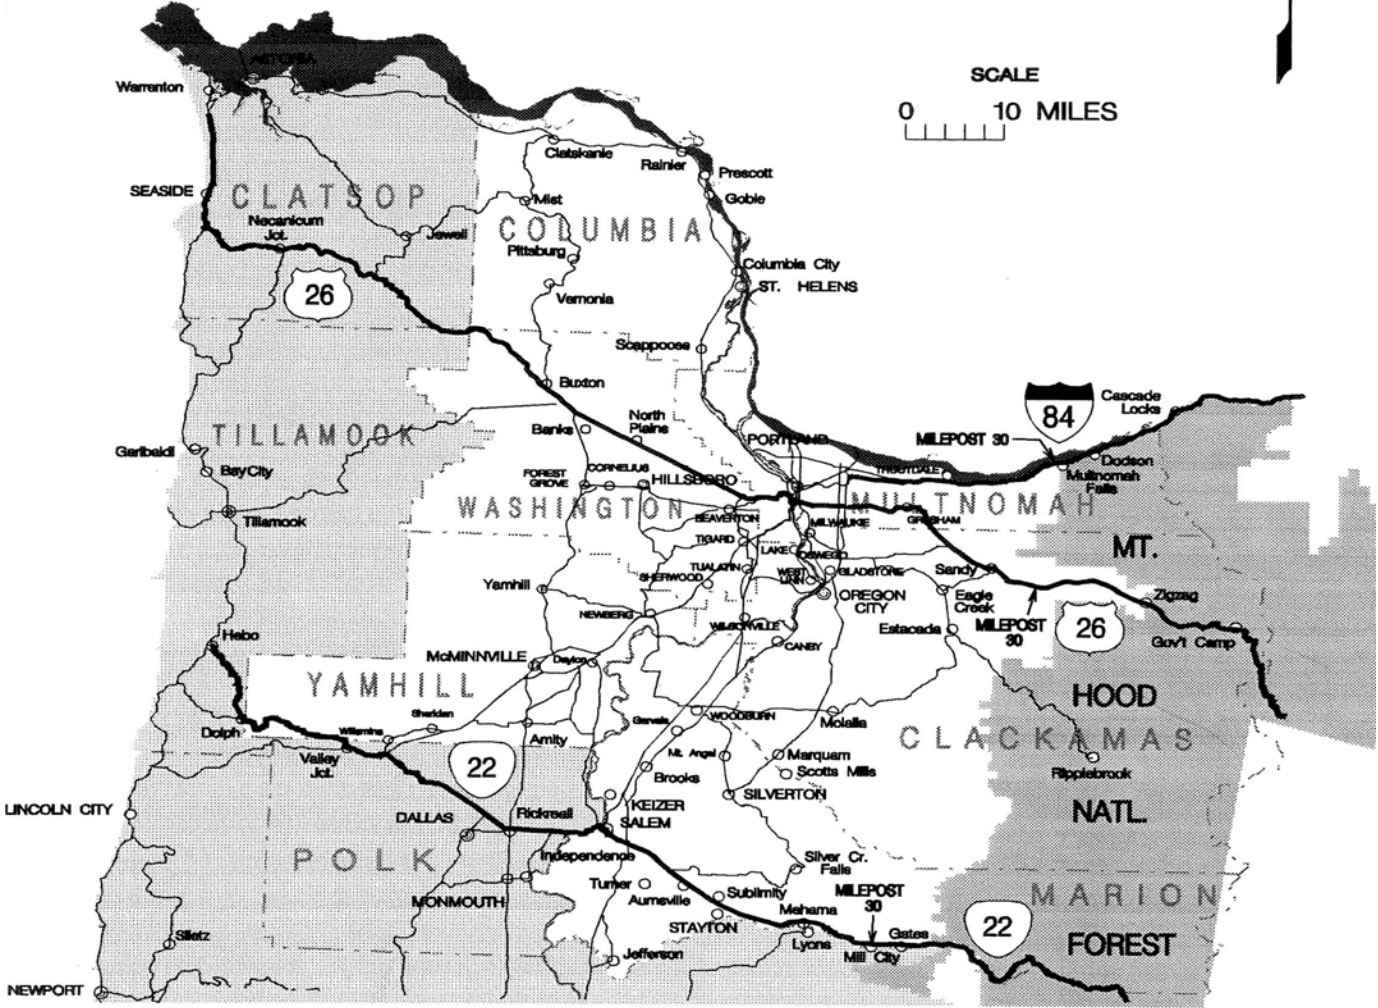 ASTORIA
Warrenton
SCALE
0 10 MILES
Clatskanie
Rainier
Prescott
Goble
SEASIDE
CLATSOP
Mist
Necanicum
Jct.
Jewell
COLUMBIA
Pittsburg
Columbia City
ST. HELENS
26
Vernonia
Scappoose
Buxton
84
Cascade
Locks
North
Plains
TILLAMOOK
Banks
PORTLAND
MILEPOST 30
Garibaldi
Bay City
Dodson
Multnomah
Falls
TROUTDALE
FOREST
GROVE
CORNELIUS
HILLSBORO
WASHINGTON
MULTNOMAH
Tillamook
BEAVERTON
GRESHAM
MILWAUKIE
TIGARD
LAKE
OSWEGO
MT.
TUALATIN
SHERWOOD
WEST
LINN
GLADSTORE
Sandy
Yamhill
OREGON
CITY
Eagle
Creek
Zigzag
NEWBERG
WILSONVILLE
Estacada
MILEPOST
30
26
Gov't Camp
Hebo
CANBY
McMINNVILLE
Dayton
YAMHILL
HOOD
Sheridan
Gervais
WOODBURN
Molalla
Dolph
Willamina
Amity
CLACKAMAS
Valley
Jct.
22
Mt. Angel
Marquam
Brooks
Scotts Mills
Ripplebrook
LINCOLN CITY
KEIZER
SILVERTON
NATL.
DALLAS
Rickreall
SALEM
POLK
Independence
Silver Cr.
Falls
Turner
Aumsville
Sublimity
MILEPOST
30
MARION
MONMOUTH
STAYTON
Mehama
22
Siletz
Lyons
Gates
FOREST
Jefferson
Mill City
NEWPORT